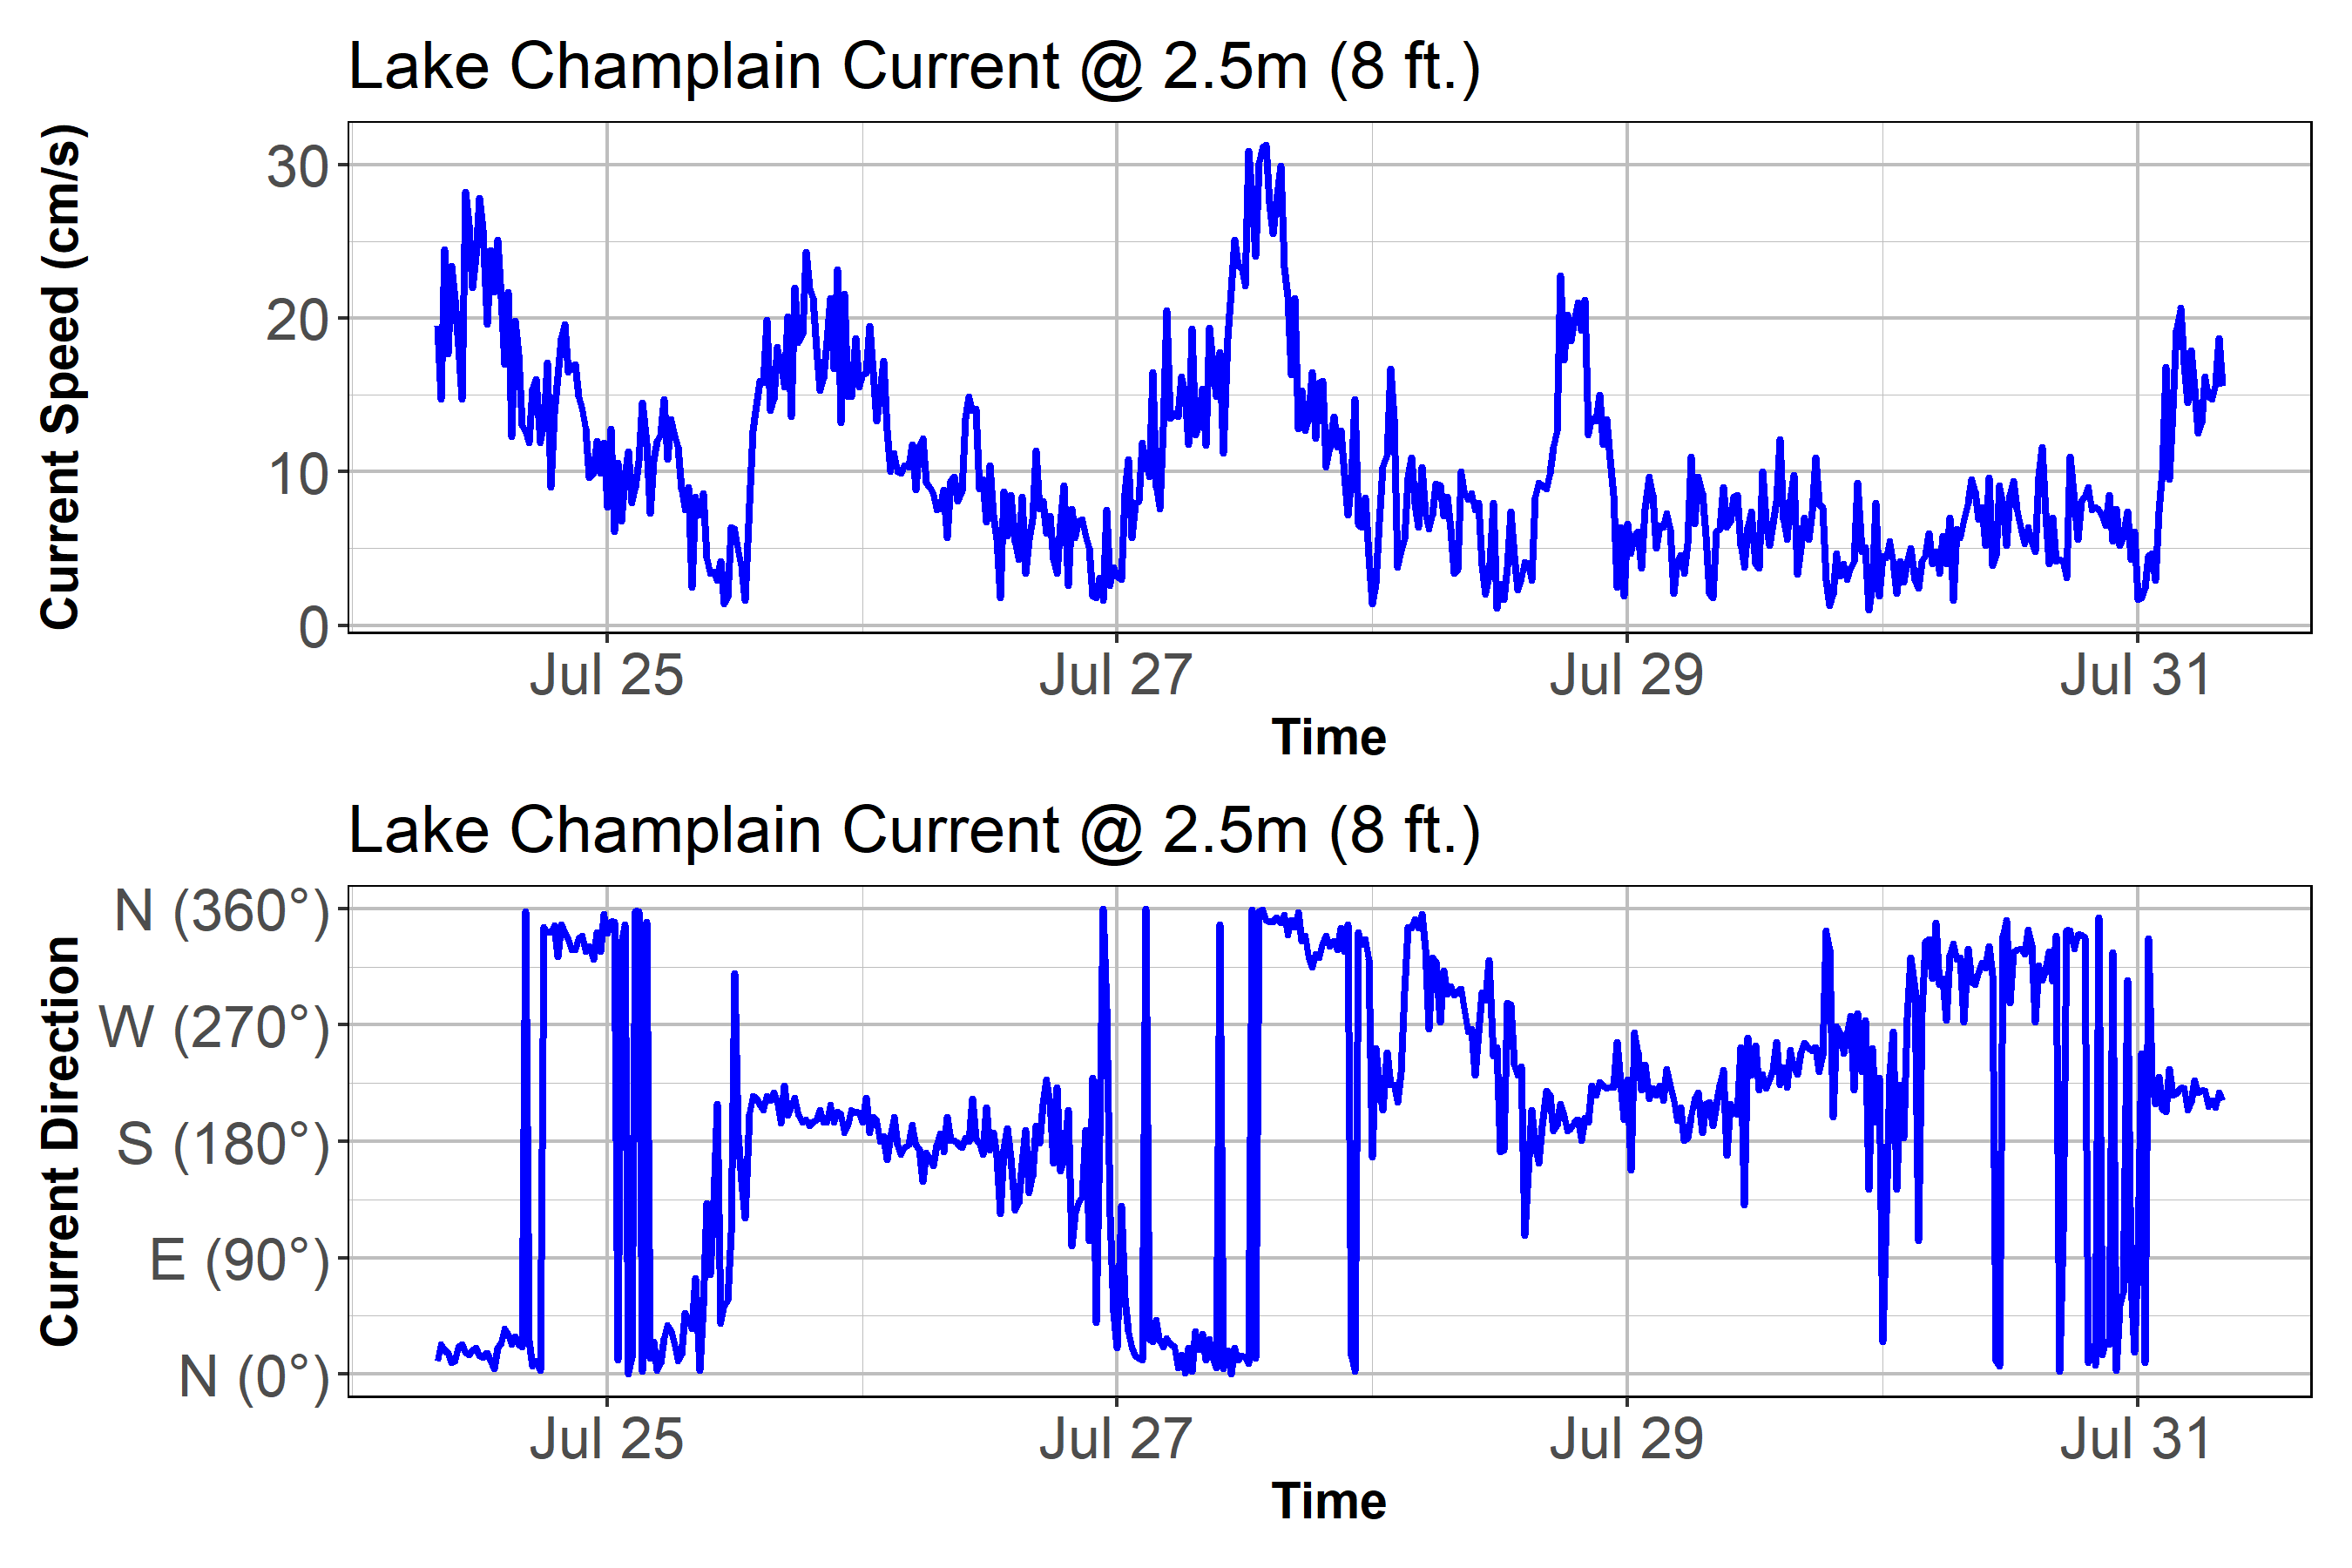 Lake Champlain Current @ 2.5m (8 ft.)
Current Speed (cm/s)
30
20
10
0
Jul 25 Jul 27 Jul 29 Jul 31
Time
Lake Champlain Current @ 2.5m (8 ft.)
Current Direction
N (360°)
W (270°)
S (180°)
E (90°)
N (0°)
Jul 25 Jul 27 Jul 29 Jul 31
Time